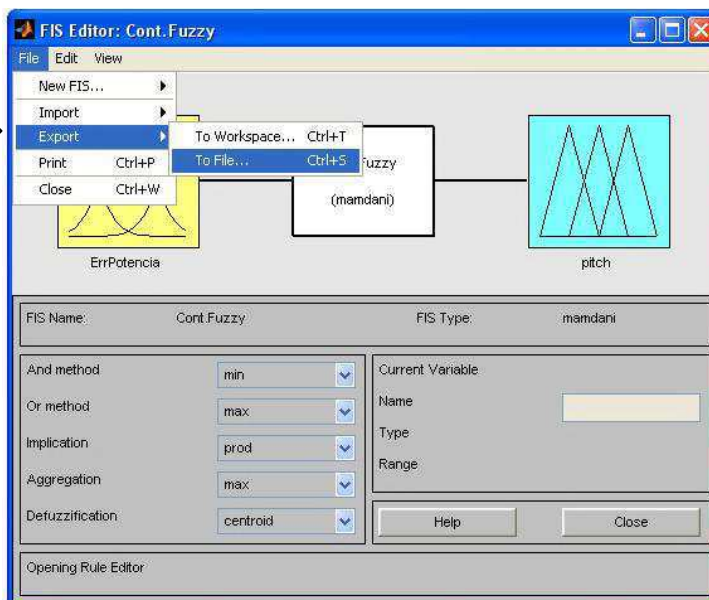 FIS Editor: Cont.Fuzzy
File Edit View
New FIS...
Import
Export
Print Ctrl+P
Close Ctrl+W
To Workspace... Ctrl+T
To File... Ctrl+S
uzzy
(mamdani)
ErrPotencia
pitch
FIS Name: Cont.Fuzzy FIS Type: mamdani
And method min
Or method max
Implication prod
Aggregation max
Defuzzification centroid
Current Variable
Name
Type
Range
Help Close
Opening Rule Editor